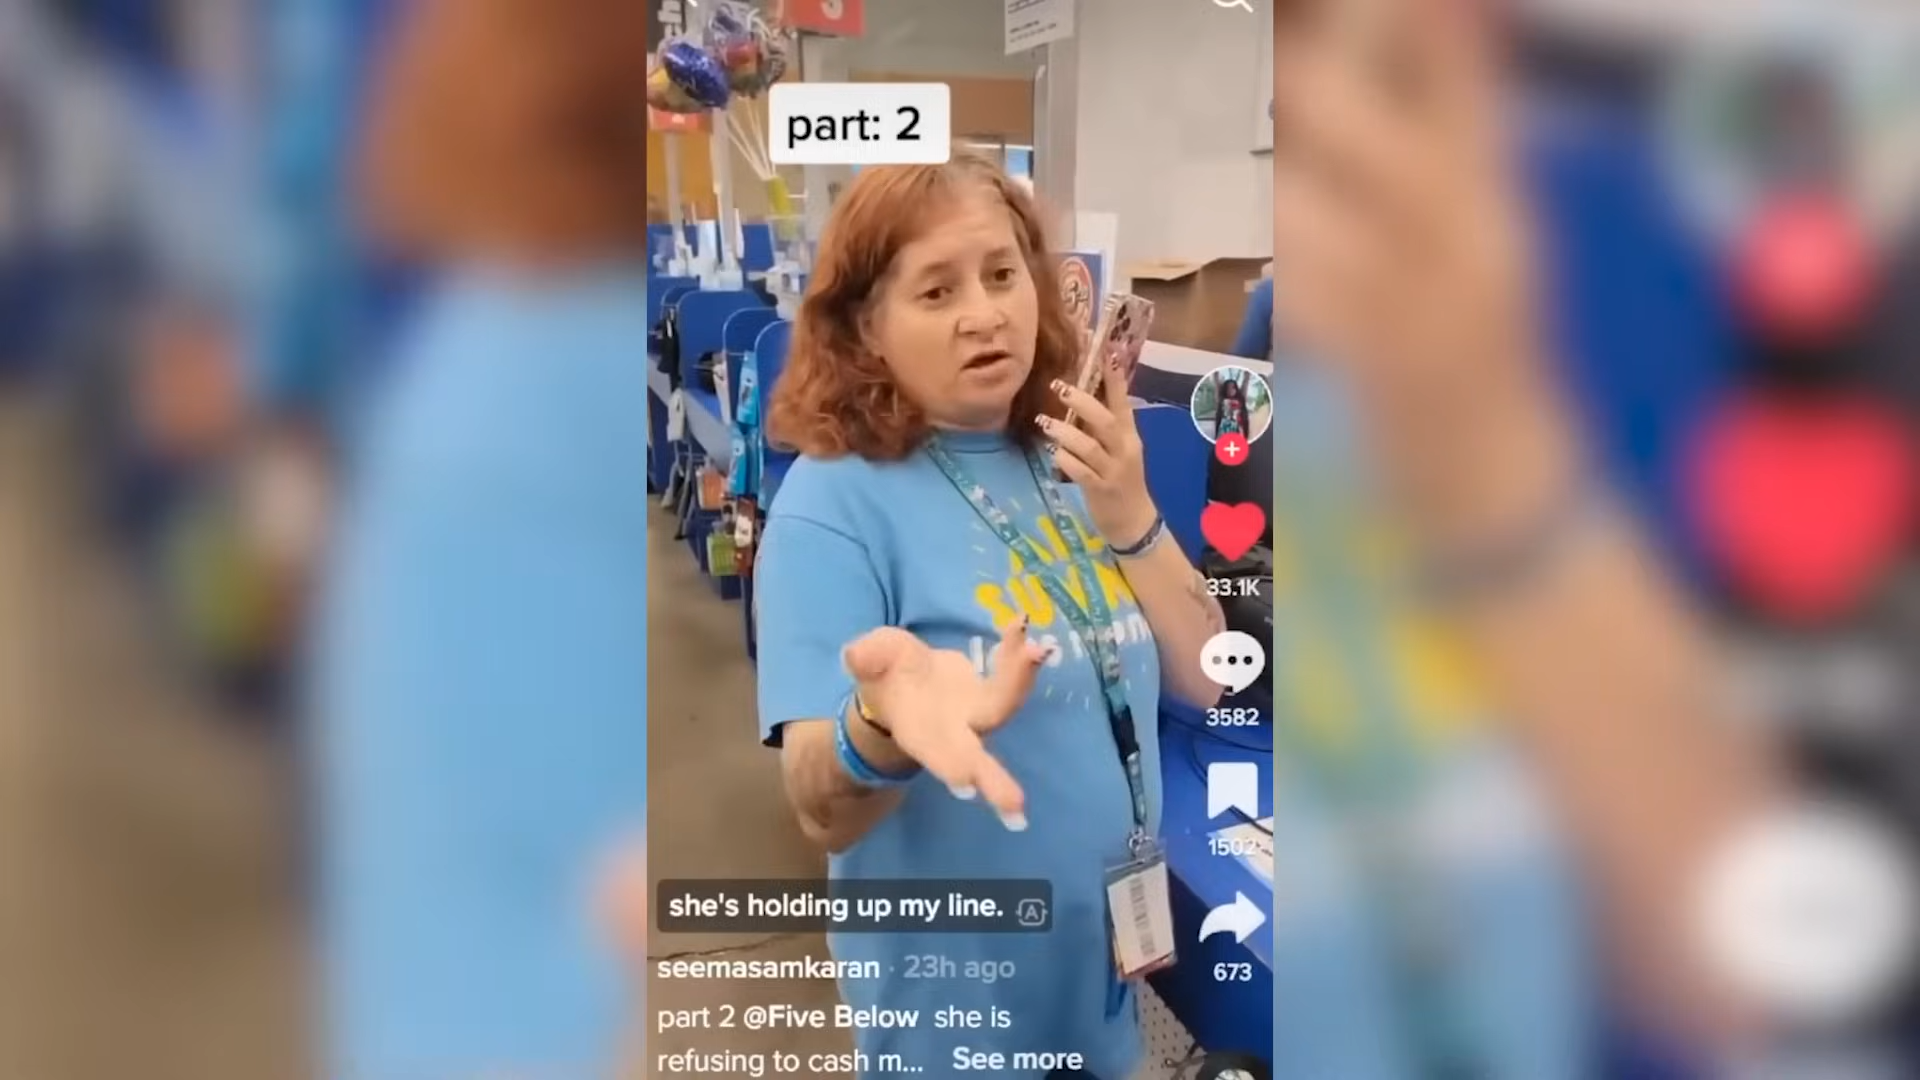 part: 2
33.1K
3582
1502
673
she's holding up my line.
seemasamkaran · 23h ago
part 2 @Five Below she is
refusing to cash m... See more